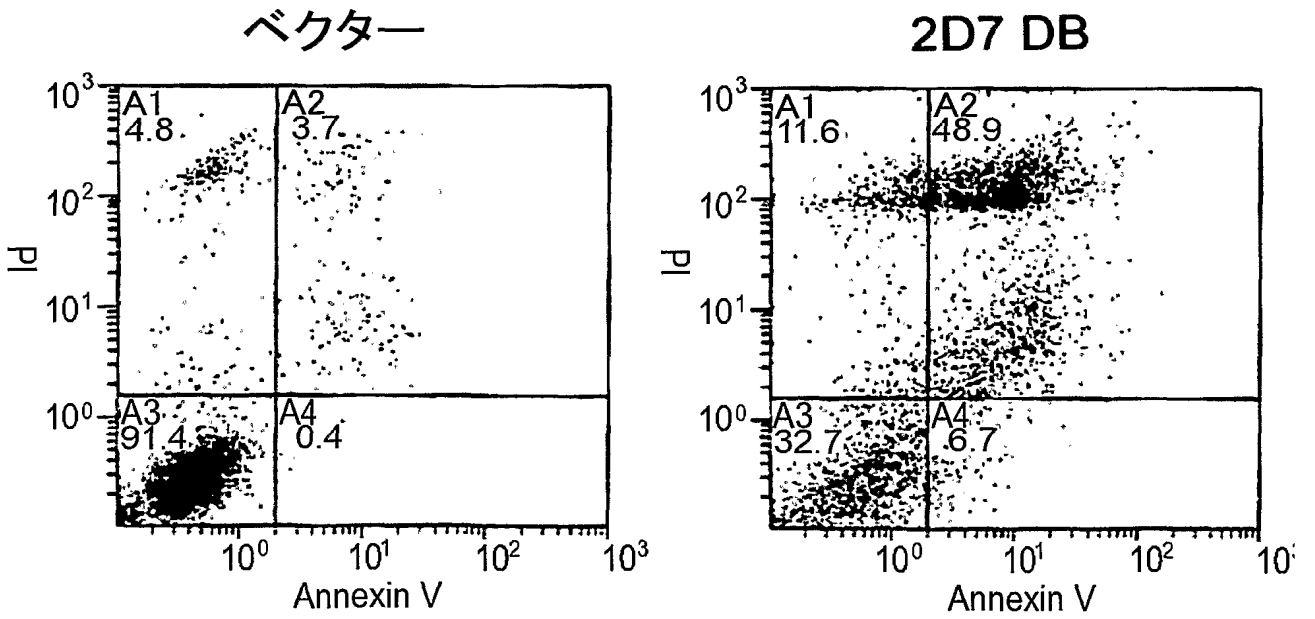 ベクター
10³
A1
4.8
A2
3.7
10²
PI
10¹
10⁰
A3
91.4
A4
0.4
10⁰ 10¹ 10² 10³
Annexin V
2D7 DB
10³
A1
11.6
A2
48.9
10²
PI
10¹
10⁰
A3
32.7
A4
6.7
10⁰ 10¹ 10² 10³
Annexin V